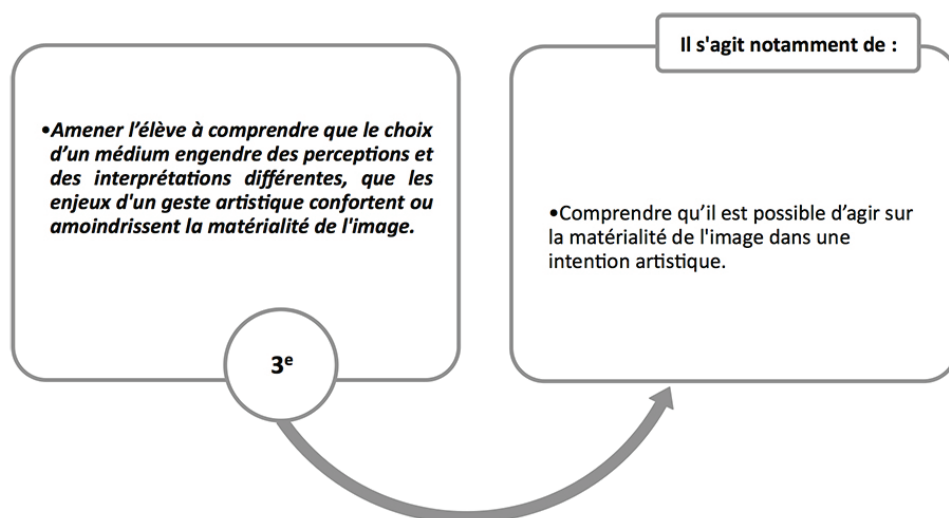 •Amener l’élève à comprendre que le choix
d’un médium engendre des perceptions et
des interprétations différentes, que les
enjeux d'un geste artistique confortent ou
amoindrissent la matérialité de l'image.
3e
Il s'agit notamment de :
•Comprendre qu’il est possible d’agir sur
la matérialité de l'image dans une
intention artistique.